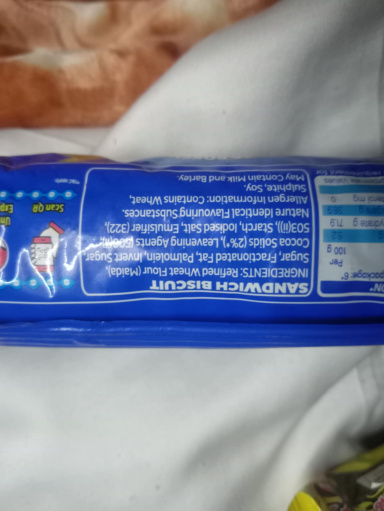 SANDWICH BISCUIT
INGREDIENTS: Refined Wheat Flour (Maida),
Sugar, Fractionated Fat, Palmolein, Invert Sugar
Cocoa Solids (2%*), Leavening Agents
503(ii)), Starch, Iodised Salt, Emulsifier (322),
Nature Identical Flavouring Substances.
Allergen Information: Contains Wheat,
Sulphite, Soy.
May Contain Milk and Barley.
Per
100 g
Scan QR